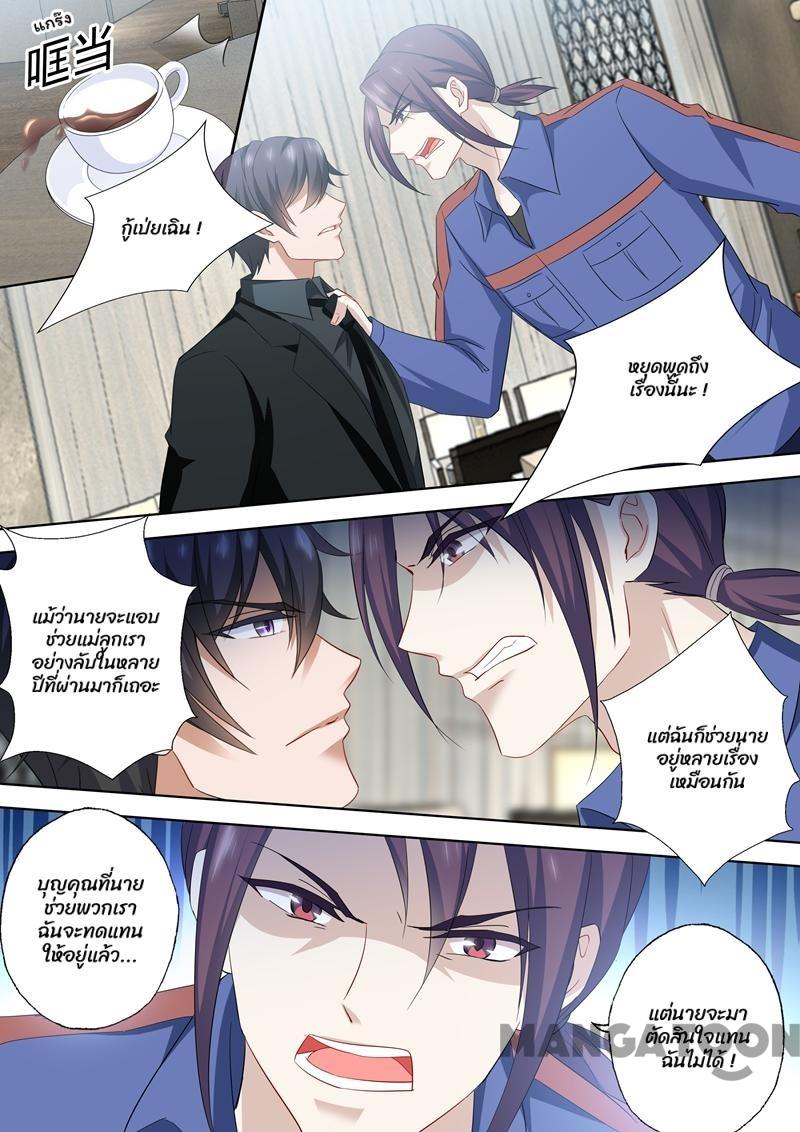 แกร๊ง
哐当
กู้เป่ยเฉิน !
หยุดพูดถึง
เรื่องนี้นะ !
แม้ว่านายจะแอบ
ช่วยแม่ลูกเรา
อย่างลับในหลาย
ปีที่ผ่านมาก็เถอะ
แต่ฉันก็ช่วยนาย
อยู่หลายเรื่อง
เหมือนกัน
บุญคุณที่นาย
ช่วยพวกเรา
ฉันจะทดแทน
ให้อยู่แล้ว...
แต่นายจะมา
ตัดสินใจแทน
ฉันไม่ได้ !
MANGATOON